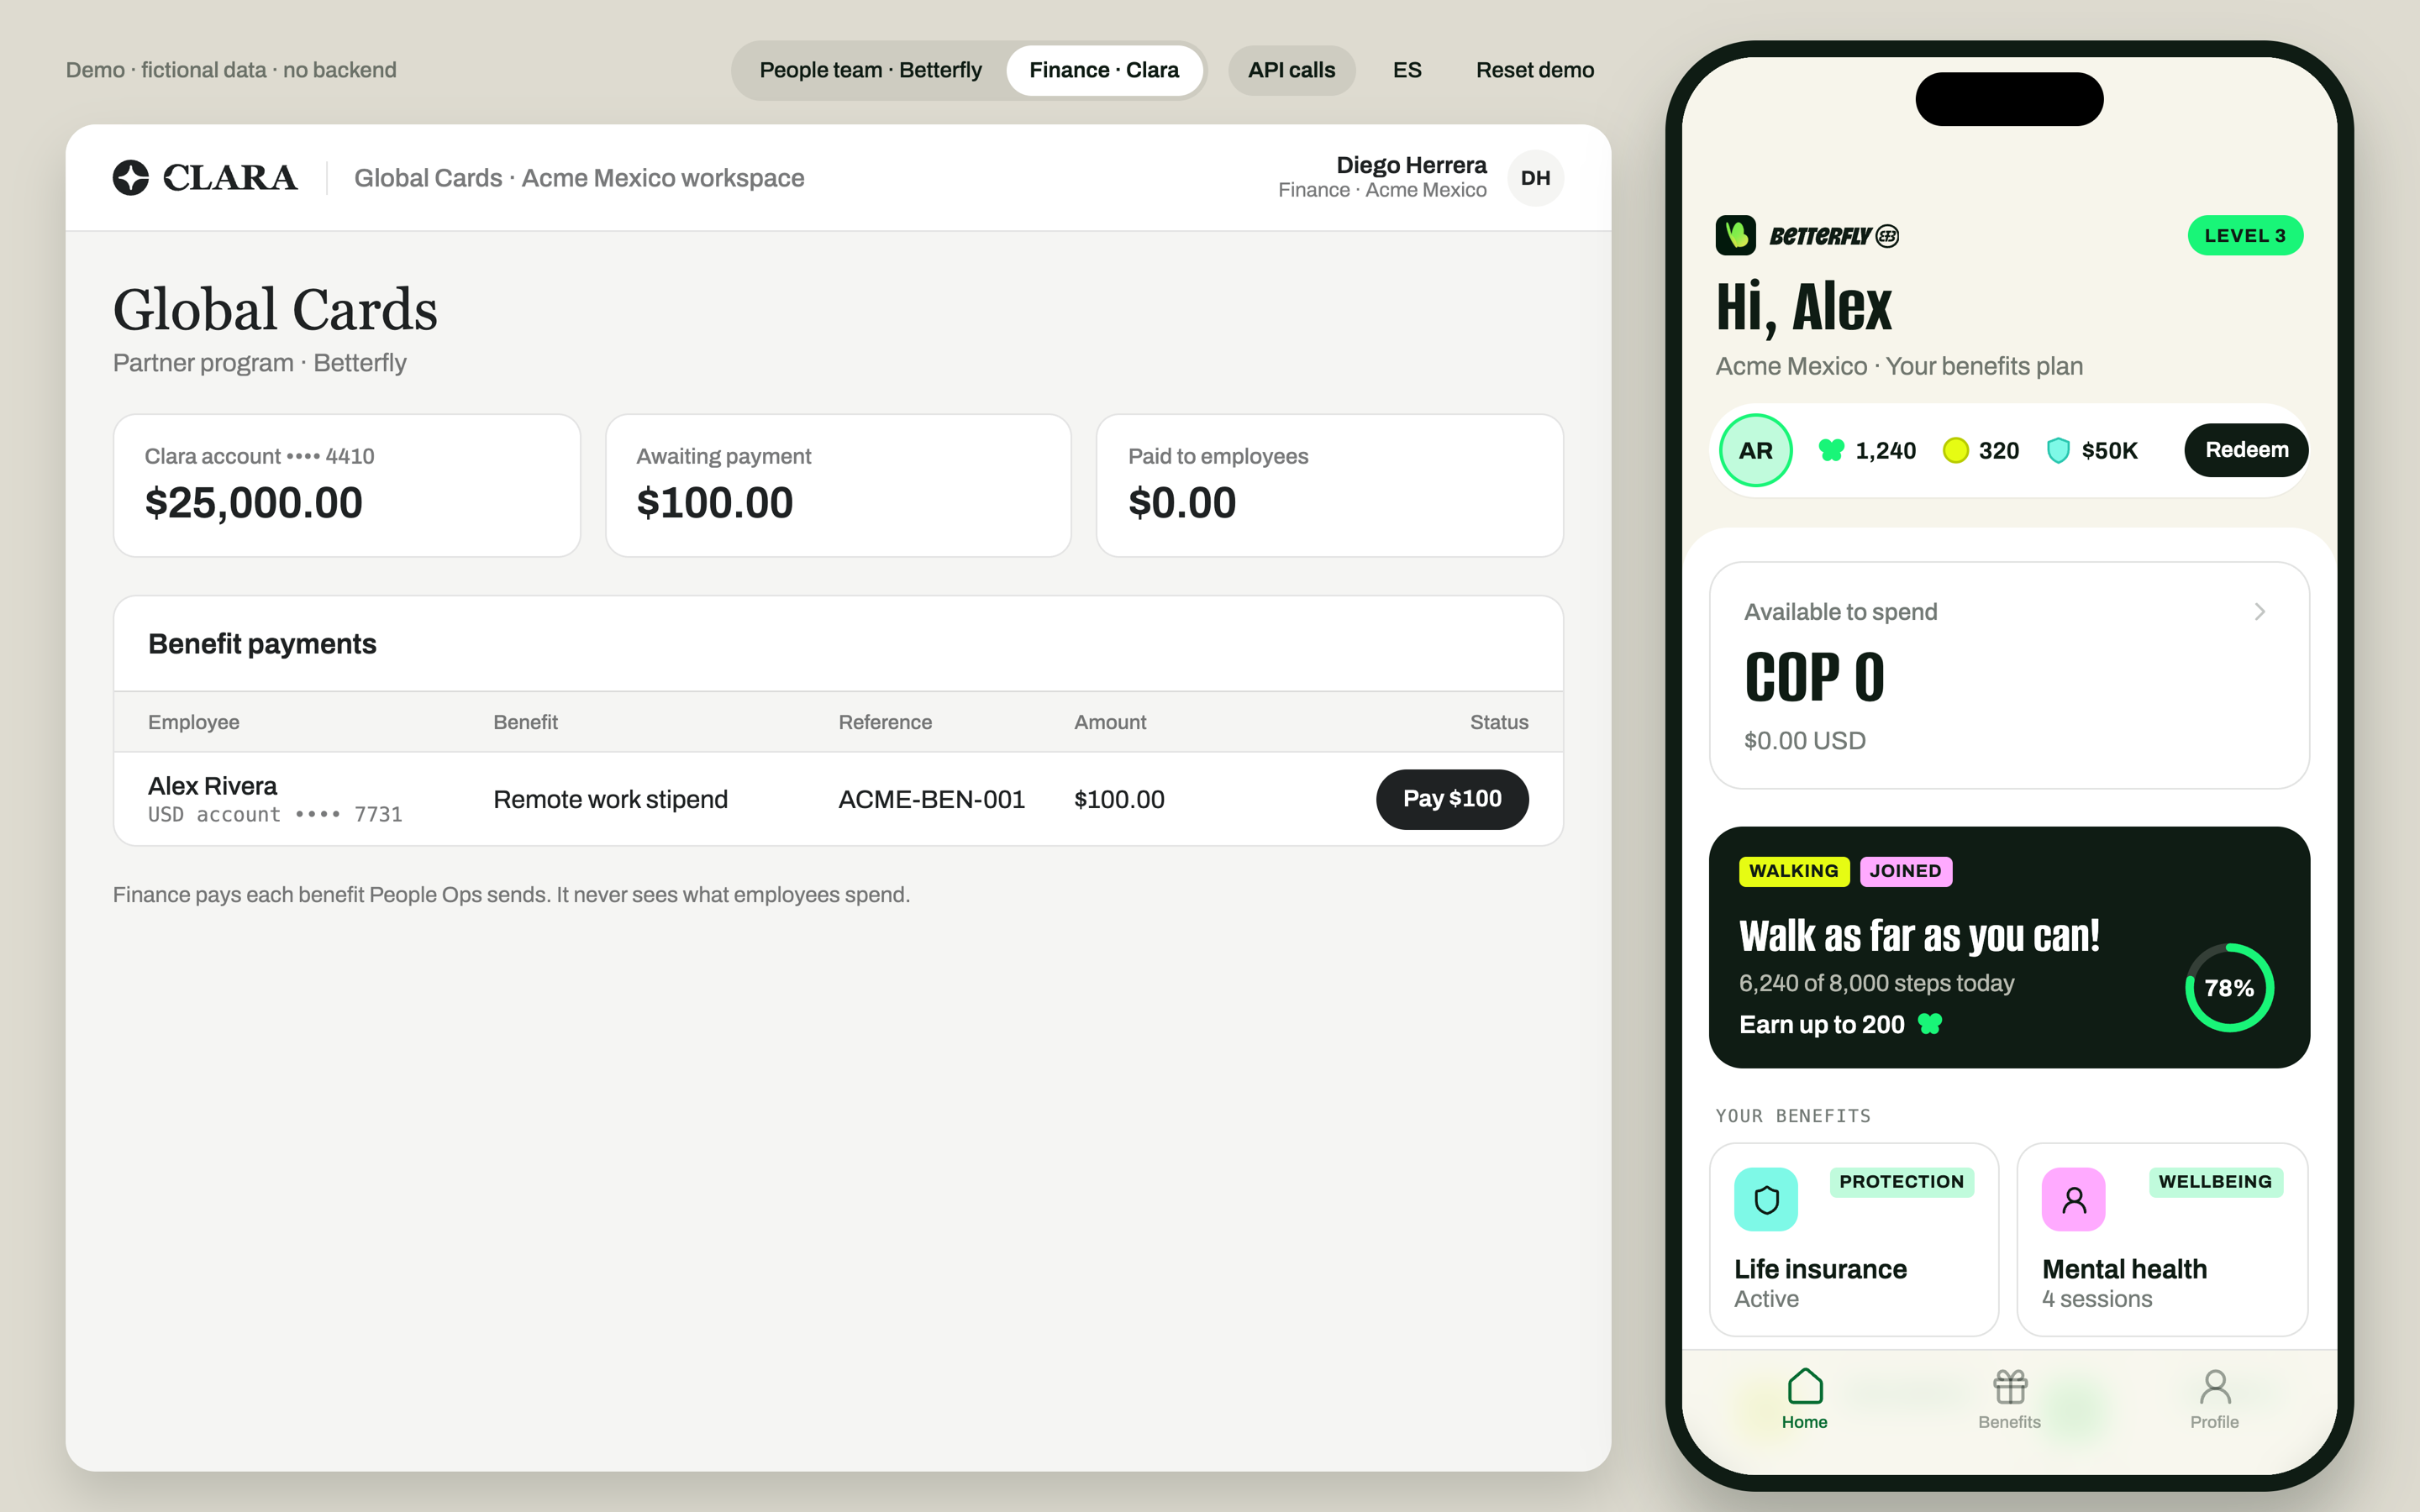 Demo · fictional data · no backend
People team · Betterfly
Finance · Clara
API calls
ES
Reset demo
CLARA
Global Cards · Acme Mexico workspace
Diego Herrera
Finance · Acme Mexico
DH
Global Cards
Partner program · Betterfly
Clara account •••• 4410
$25,000.00
Awaiting payment
$100.00
Paid to employees
$0.00
Benefit payments
Employee Benefit Reference Amount Status
Alex Rivera
USD account •••• 7731
Remote work stipend
ACME-BEN-001
$100.00
Pay $100
Finance pays each benefit People Ops sends. It never sees what employees spend.
BETTERFLY
LEVEL 3
Hi, Alex
Acme Mexico · Your benefits plan
AR
1,240
320
$50K
Redeem
Available to spend
COP 0
$0.00 USD
WALKING
JOINED
Walk as far as you can!
6,240 of 8,000 steps today
78%
Earn up to 200
YOUR BENEFITS
PROTECTION
Life insurance
Active
WELLBEING
Mental health
4 sessions
Home
Benefits
Profile